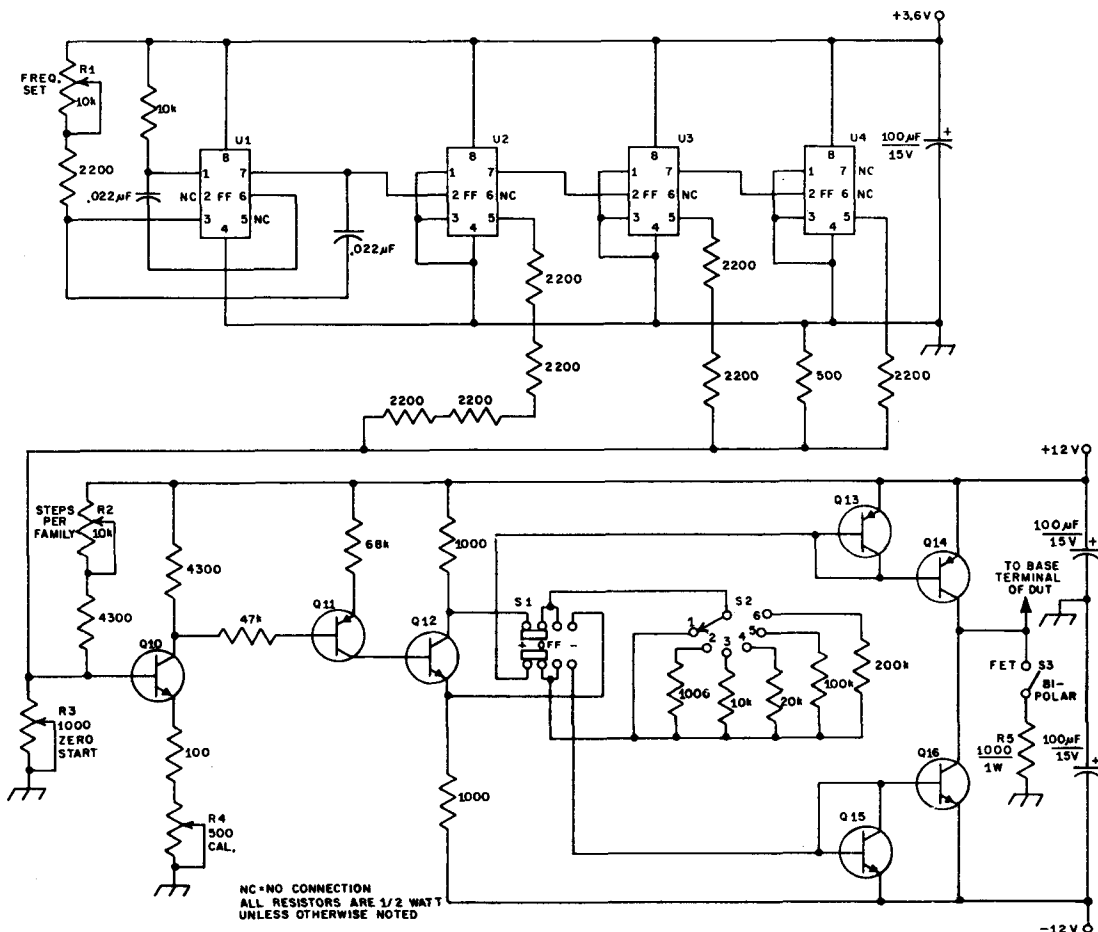 +3.6V
FREQ.
SET
R1
10k
10k
2200
.022µF
U1
8
1
7
NC 2 FF 6
3
5 NC
4
.022µF
U2
8
1
7
2 FF 6
3
5
4
U3
8
1
7
2 FF 6 NC
3
5
4
U4
8
1
7 NC
2 FF 6 NC
3
5
4
100µF
15V
+
2200
2200
2200
2200
2200
2200
500
2200
+12V
STEPS
PER
FAMILY
R2
10k
4300
4300
47k
68k
1000
Q10
Q11
Q12
Q13
Q14
100µF
15V
+
TO BASE
TERMINAL
OF DUT
S1
+ OFF -
S2
1
2
3
4
5
6
1006
10k
20k
100k
200k
FET
S3
BI-
POLAR
R5
1000
1W
100µF
15V
+
R3
1000
ZERO
START
100
R4
500
CAL.
1000
Q15
Q16
NC=NO CONNECTION
ALL RESISTORS ARE 1/2 WATT
UNLESS OTHERWISE NOTED
-12V